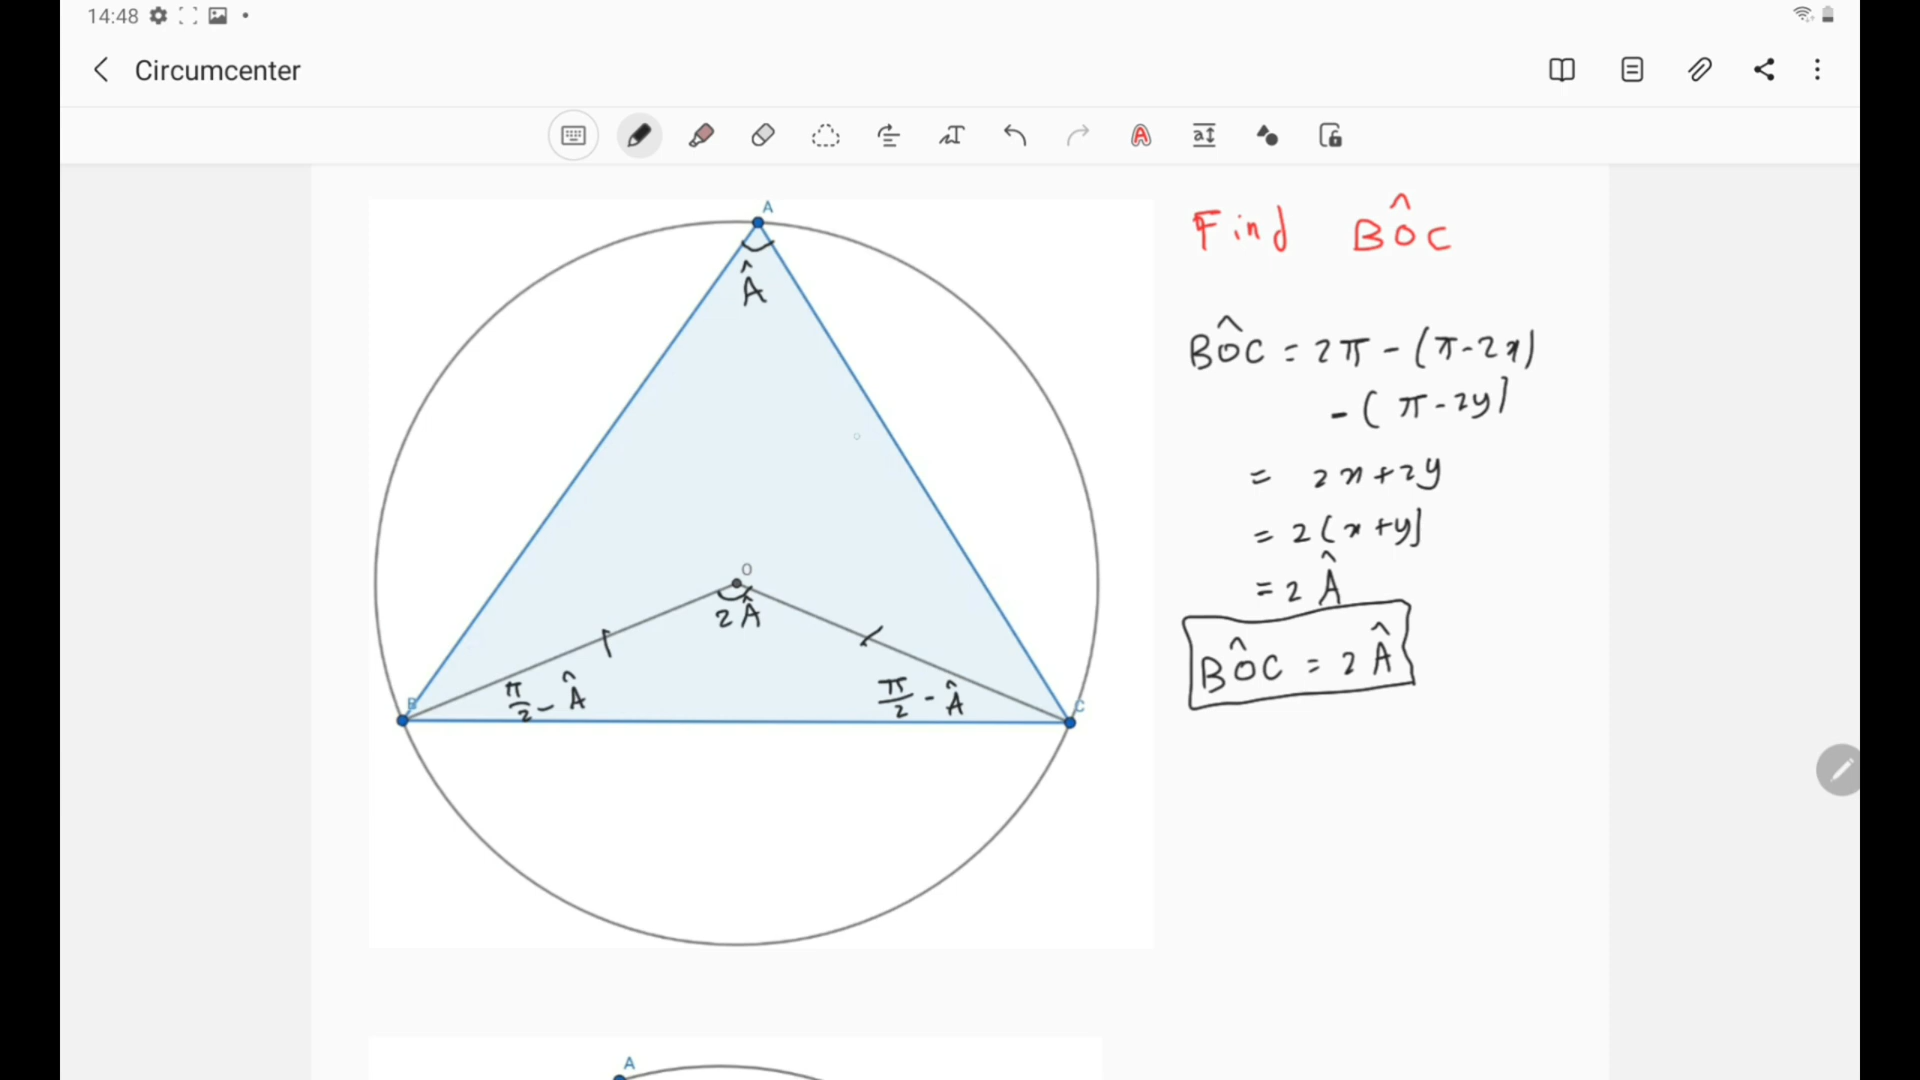 14:48
Circumcenter
A
Find BÔC
Â
BÔC = 2π - (π-2x)
- (π-2y)
= 2x+2y
= 2(x+y)
= 2Â
O
2Â
BÔC = 2Â
B
π/2 - Â
π/2 - Â
C
A